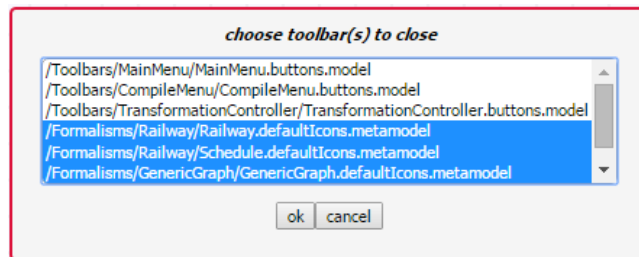 choose toolbar(s) to close
/Toolbars/MainMenu/MainMenu.buttons.model
/Toolbars/CompileMenu/CompileMenu.buttons.model
/Toolbars/TransformationController/TransformationController.buttons.model
/Formalisms/Railway/Railway.defaultIcons.metamodel
/Formalisms/Railway/Schedule.defaultIcons.metamodel
/Formalisms/GenericGraph/GenericGraph.defaultIcons.metamodel
ok cancel